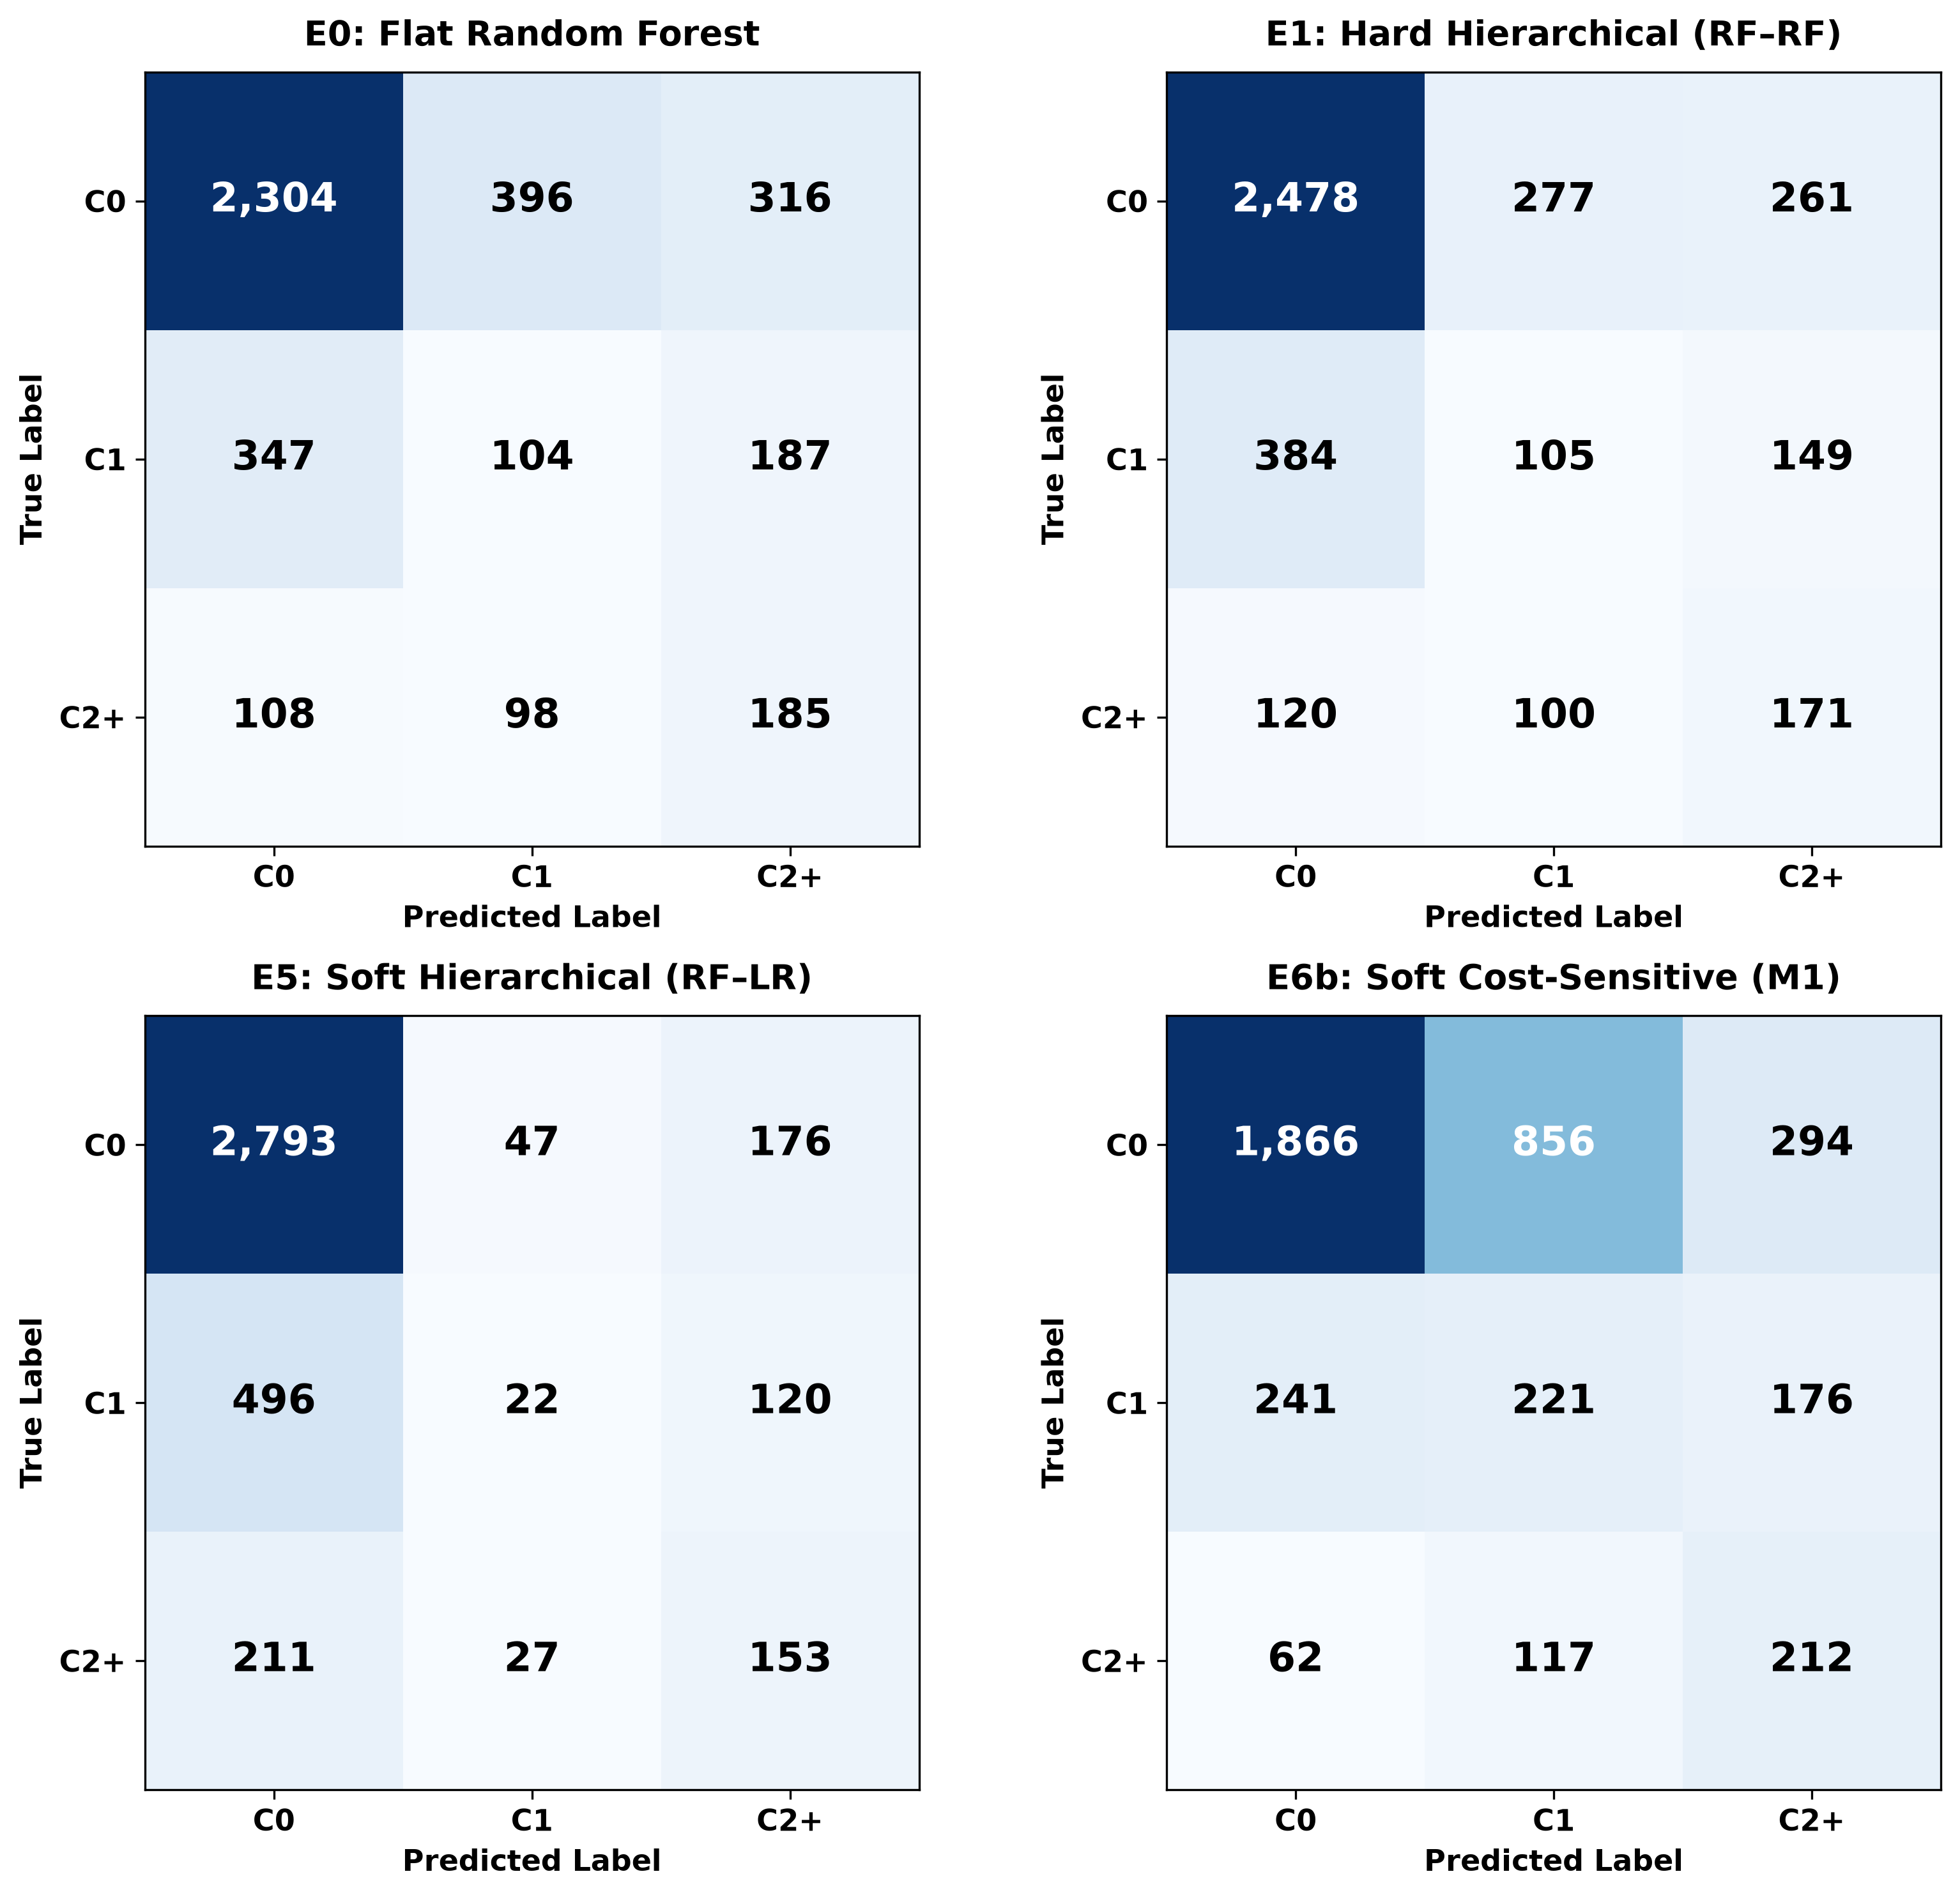 E0: Flat Random Forest
C0 2,304 396 316
C1 347 104 187
C2+ 108 98 185
True Label
C0 C1 C2+
Predicted Label
E1: Hard Hierarchical (RF–RF)
C0 2,478 277 261
C1 384 105 149
C2+ 120 100 171
True Label
C0 C1 C2+
Predicted Label
E5: Soft Hierarchical (RF–LR)
C0 2,793 47 176
C1 496 22 120
C2+ 211 27 153
True Label
C0 C1 C2+
Predicted Label
E6b: Soft Cost-Sensitive (M1)
C0 1,866 856 294
C1 241 221 176
C2+ 62 117 212
True Label
C0 C1 C2+
Predicted Label